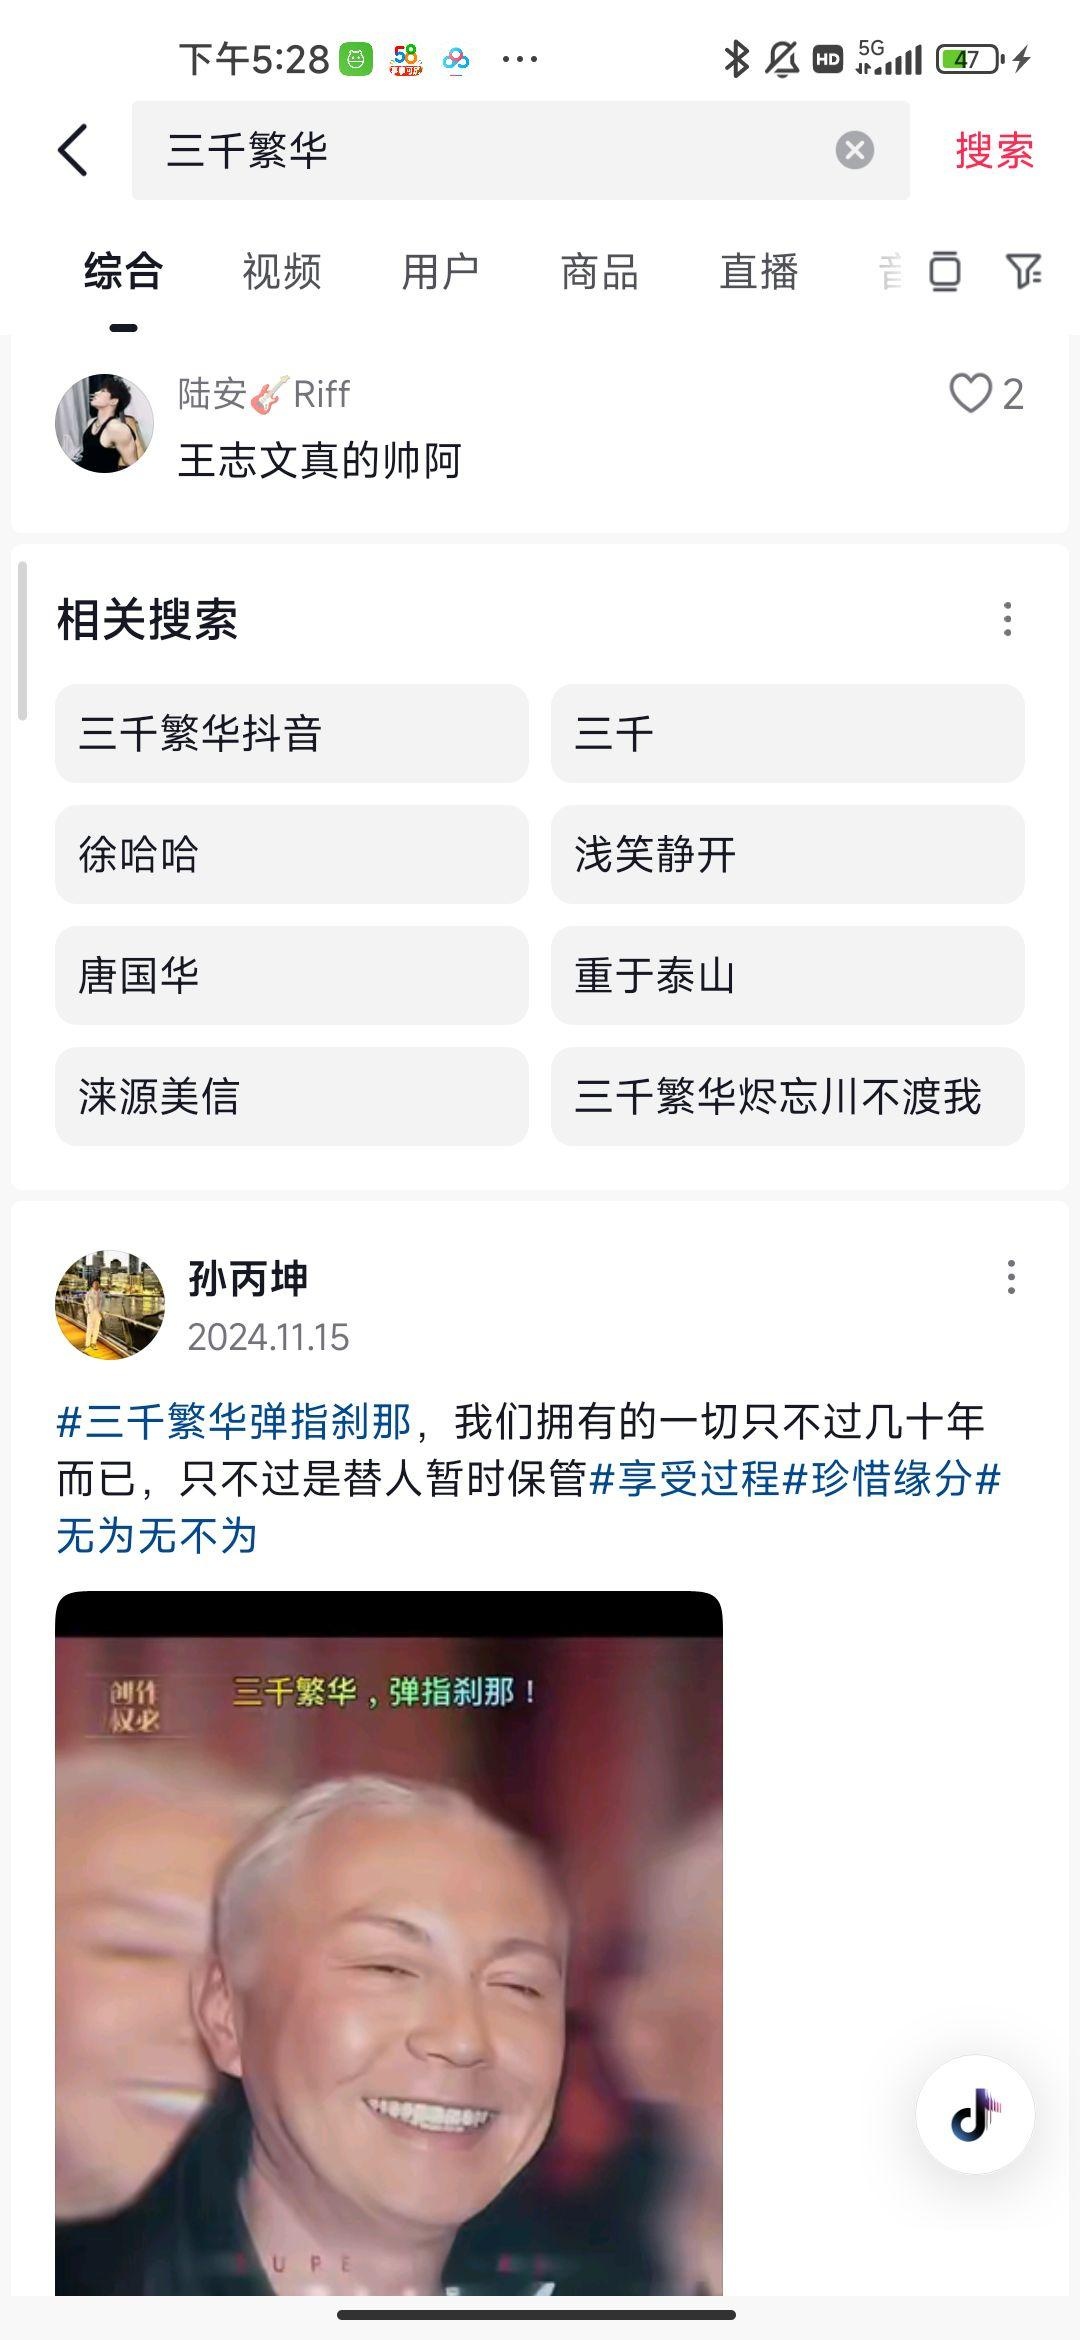 下午5:28
58
HD
5G
47
三千繁华
搜索
综合
视频
用户
商品
直播
陆安🎸Riff
2
王志文真的帅阿
相关搜索
三千繁华抖音
三千
徐哈哈
浅笑静开
唐国华
重于泰山
涞源美信
三千繁华烬忘川不渡我
孙丙坤
2024.11.15
#三千繁华弹指刹那，我们拥有的一切只不过几十年
而已，只不过是替人暂时保管#享受过程#珍惜缘分#
无为无不为
三千繁华，弹指刹那！
创作
UPE